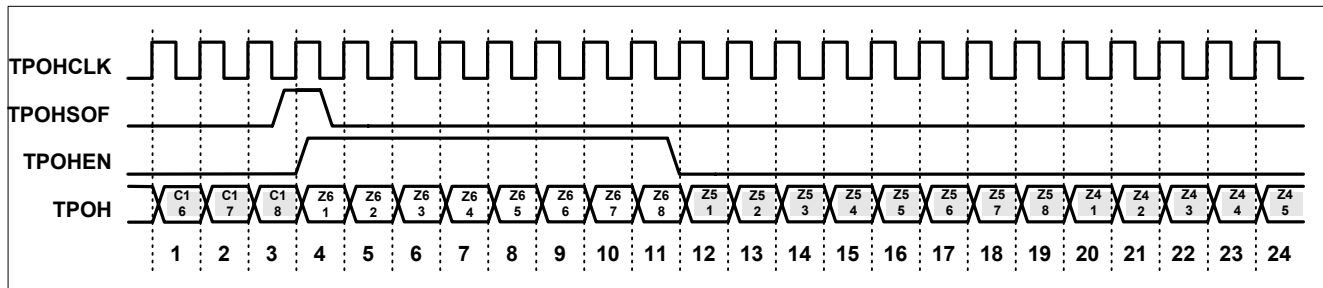 TPOHCLK
TPOHSOF
TPOHEN
TPOH
C1 C1 C1 Z6 Z6 Z6 Z6 Z6 Z6 Z6 Z6 Z5 Z5 Z5 Z5 Z5 Z5 Z5 Z5 Z4 Z4 Z4 Z4 Z4
6 7 8 1 2 3 4 5 6 7 8 1 2 3 4 5 6 7 8 1 2 3 4 5
1 2 3 4 5 6 7 8 9 10 11 12 13 14 15 16 17 18 19 20 21 22 23 24